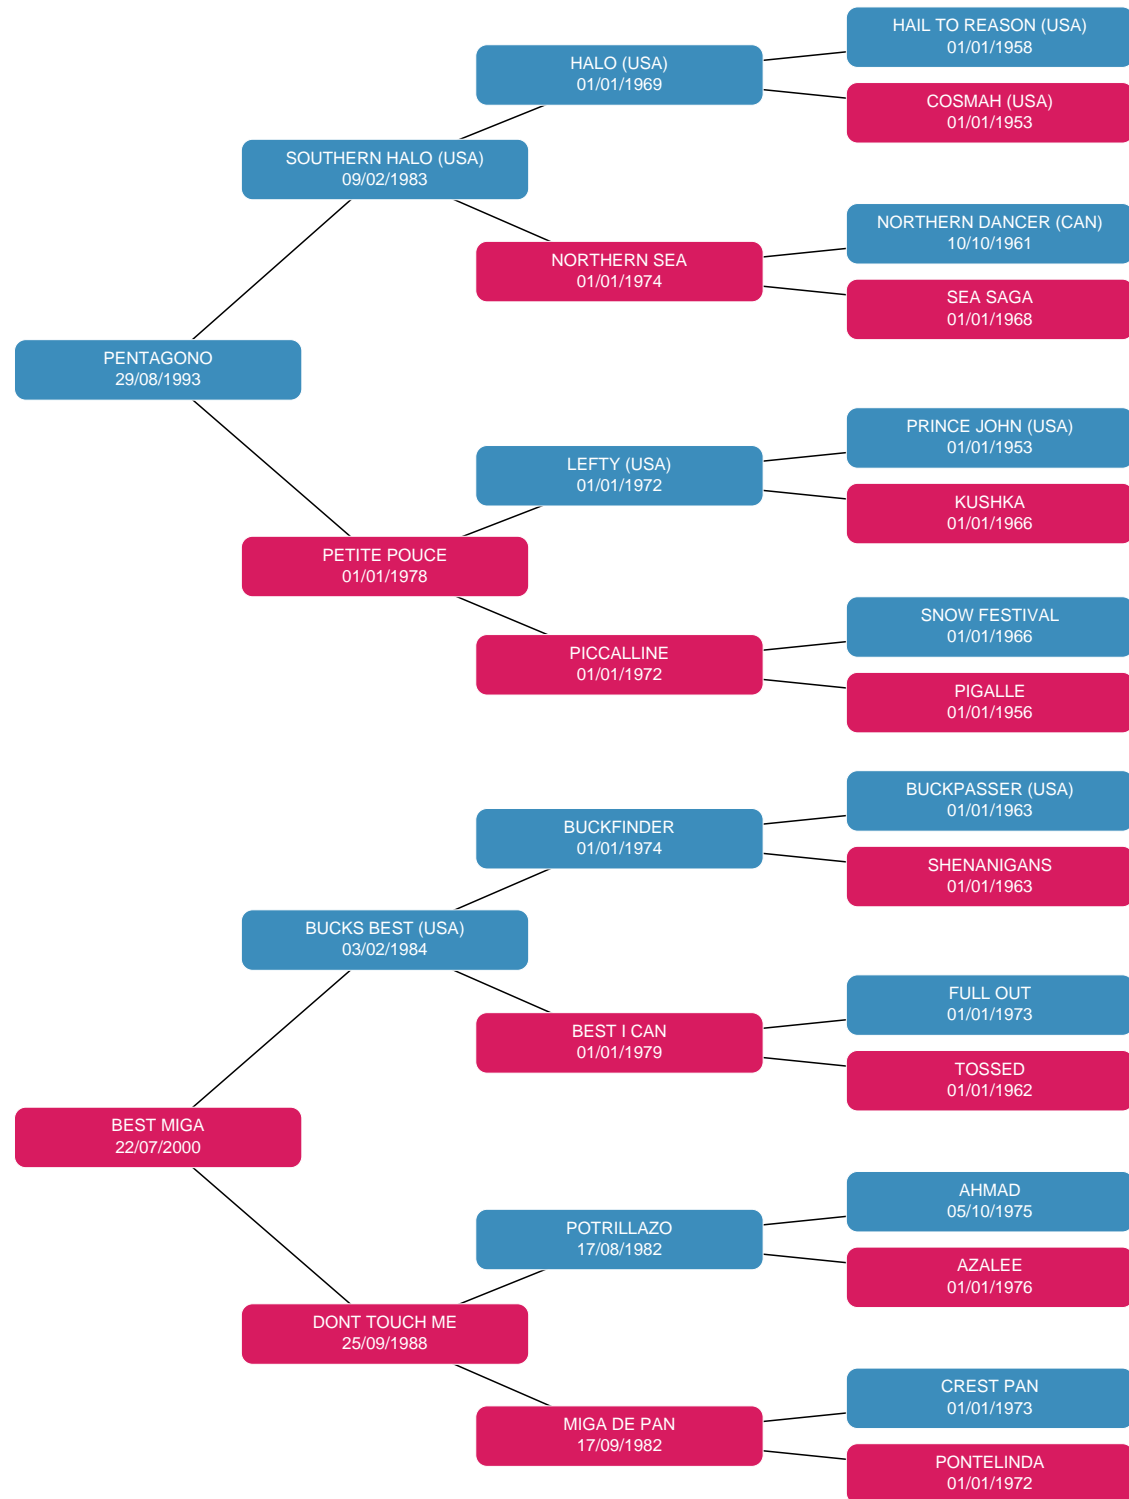 HAIL TO REASON (USA)
01/01/1958
HALO (USA)
01/01/1969
COSMAH (USA)
01/01/1953
SOUTHERN HALO (USA)
09/02/1983
NORTHERN DANCER (CAN)
10/10/1961
NORTHERN SEA
01/01/1974
SEA SAGA
01/01/1968
PENTAGONO
29/08/1993
PRINCE JOHN (USA)
01/01/1953
LEFTY (USA)
01/01/1972
KUSHKA
01/01/1966
PETITE POUCE
01/01/1978
SNOW FESTIVAL
01/01/1966
PICCALLINE
01/01/1972
PIGALLE
01/01/1956
BUCKPASSER (USA)
01/01/1963
BUCKFINDER
01/01/1974
SHENANIGANS
01/01/1963
BUCKS BEST (USA)
03/02/1984
FULL OUT
01/01/1973
BEST I CAN
01/01/1979
TOSSED
01/01/1962
BEST MIGA
22/07/2000
AHMAD
05/10/1975
POTRILLAZO
17/08/1982
AZALEE
01/01/1976
DONT TOUCH ME
25/09/1988
CREST PAN
01/01/1973
MIGA DE PAN
17/09/1982
PONTELINDA
01/01/1972